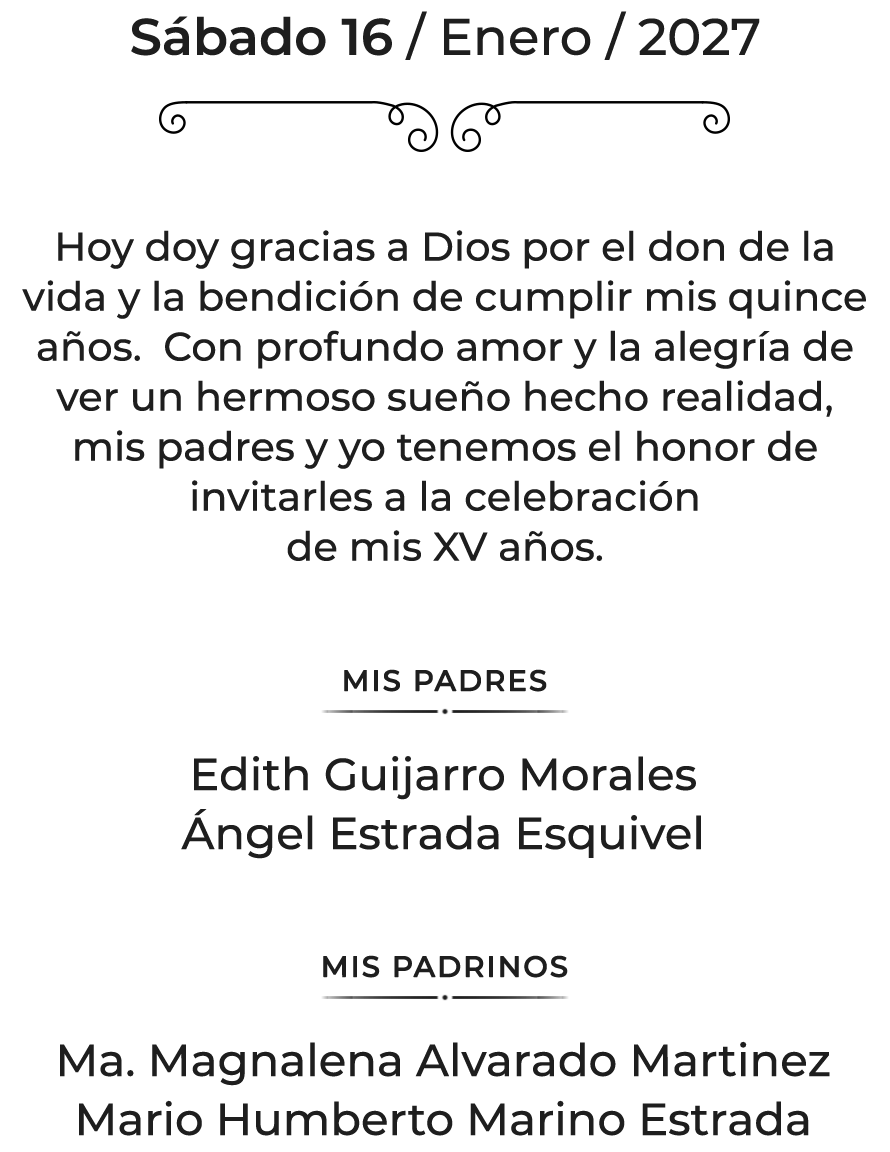 Sábado 16 / Enero / 2027
Hoy doy gracias a Dios por el don de la
vida y la bendición de cumplir mis quince
años.  Con profundo amor y la alegría de
ver un hermoso sueño hecho realidad,
mis padres y yo tenemos el honor de
invitarles a la celebración
de mis XV años.
MIS PADRES
Edith Guijarro Morales
Ángel Estrada Esquivel
MIS PADRINOS
Ma. Magnalena Alvarado Martinez
Mario Humberto Marino Estrada